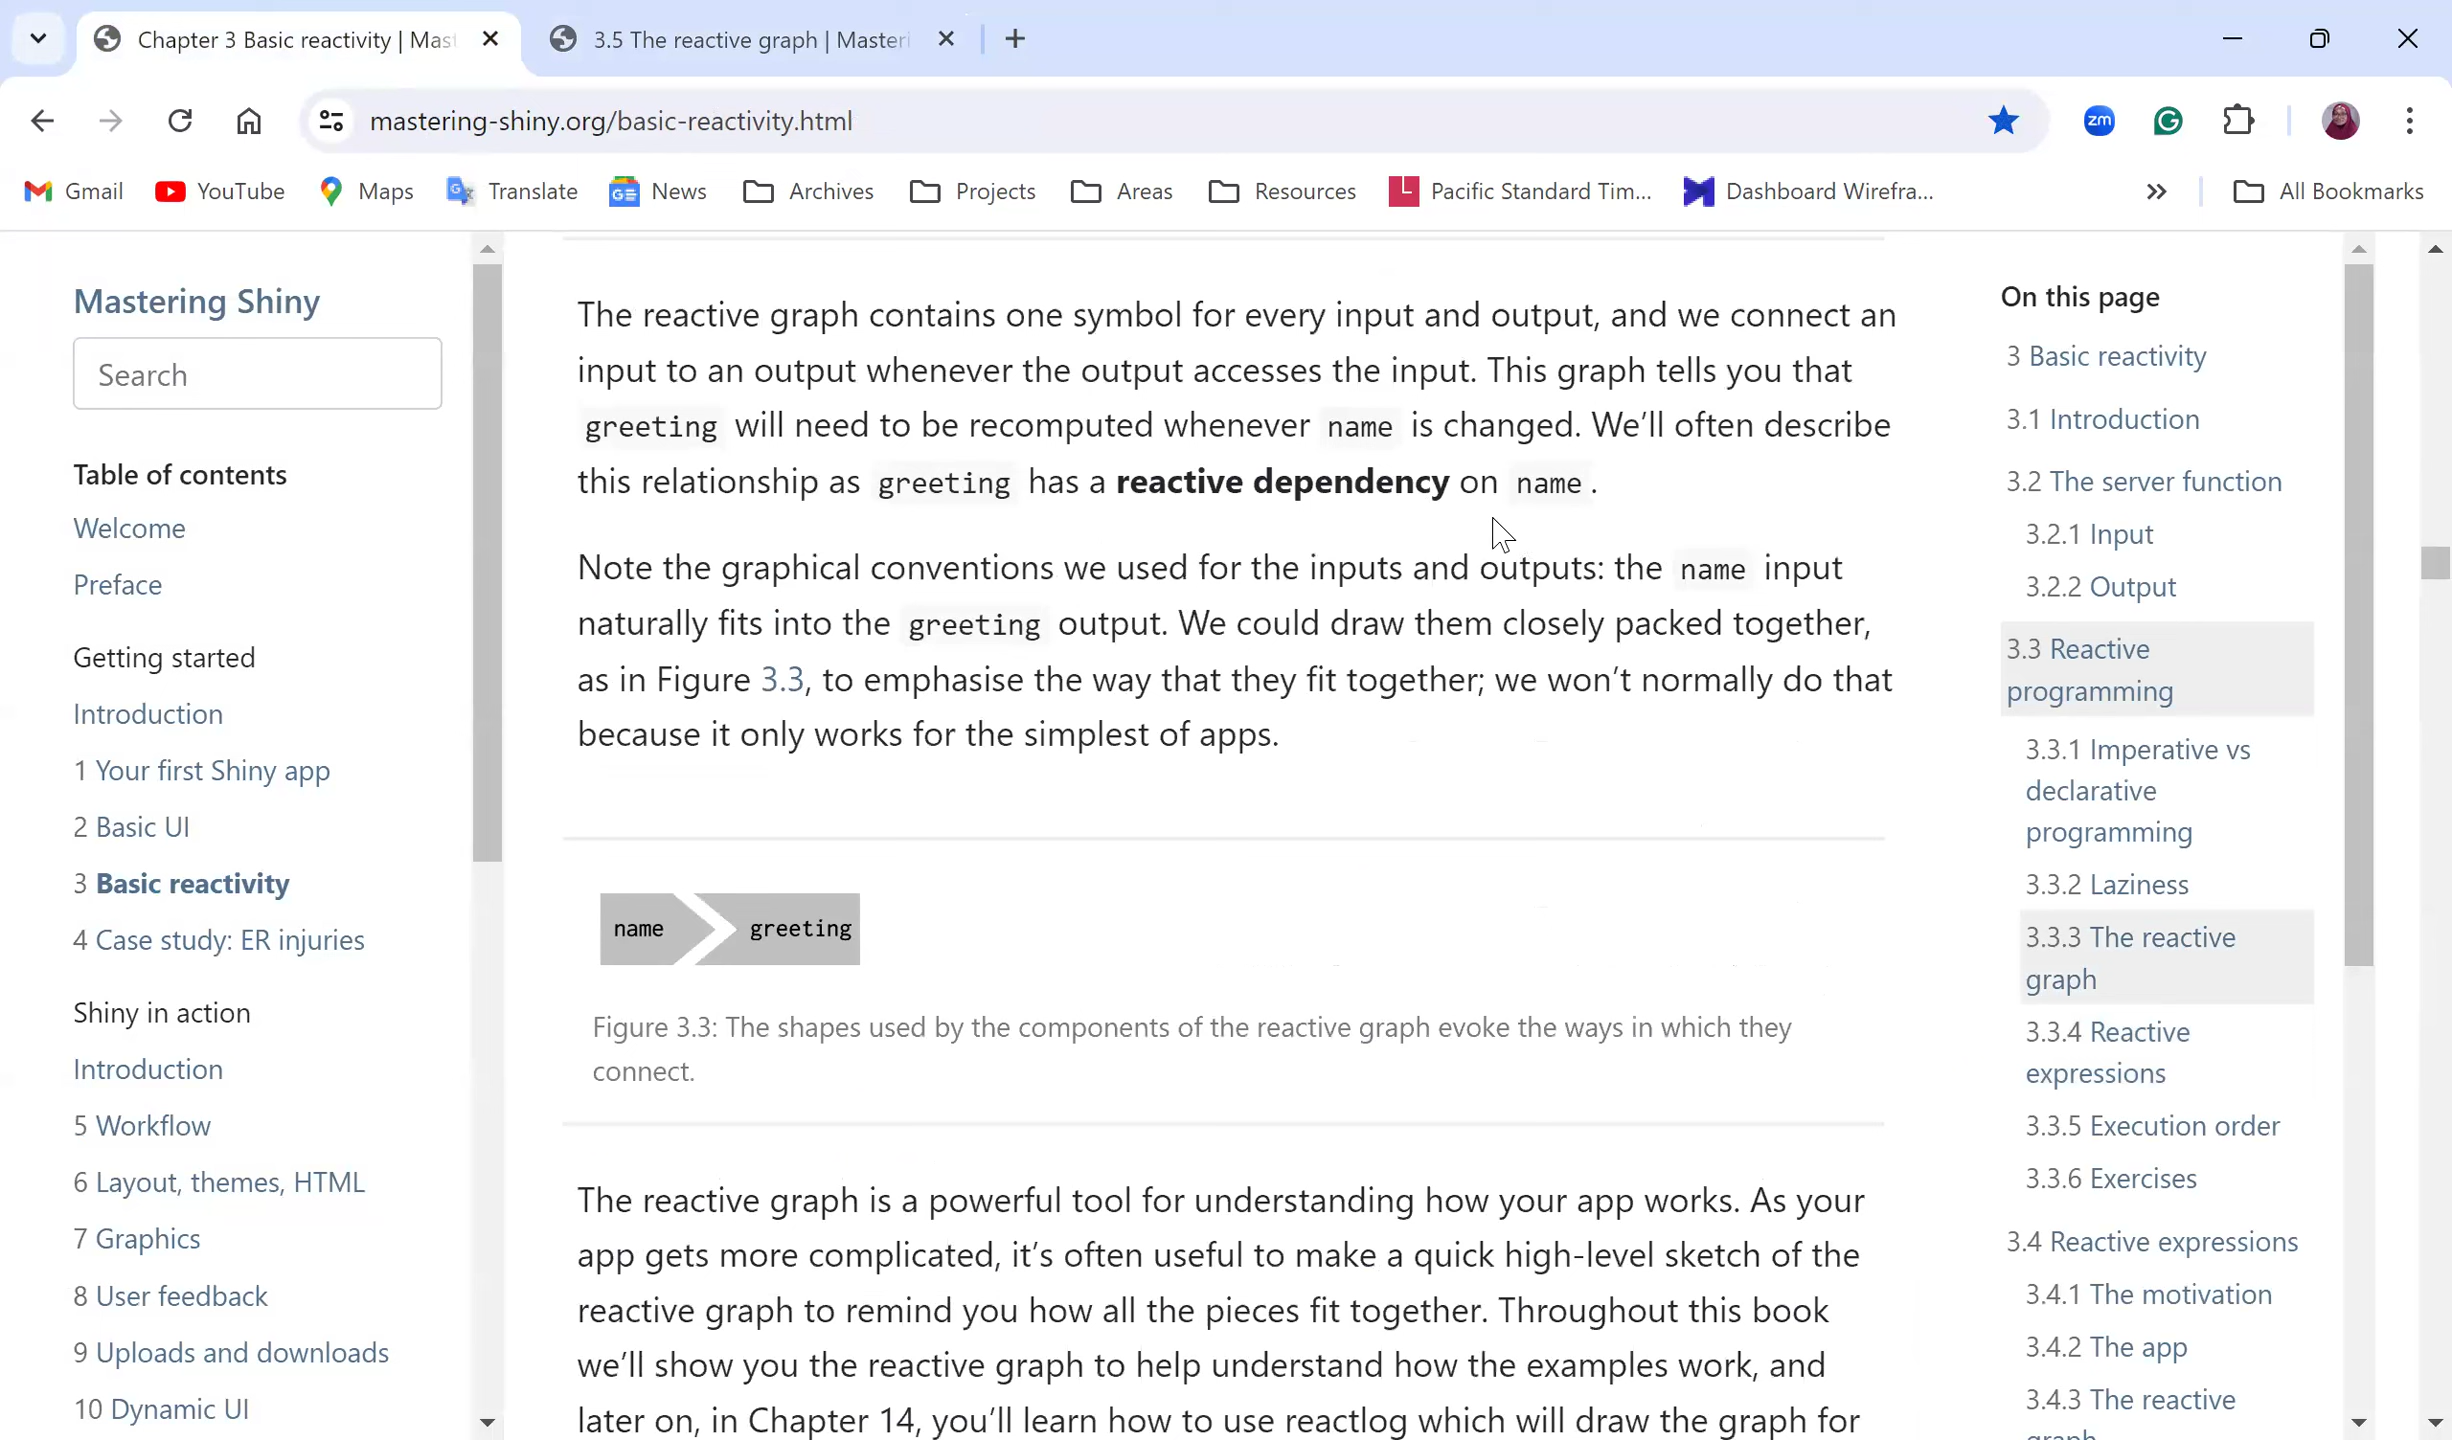 Chapter 3 Basic reactivity | Mas
3.5 The reactive graph | Masteri
mastering-shiny.org/basic-reactivity.html
zm
Gmail
YouTube
Maps
Translate
News
Archives
Projects
Areas
Resources
Pacific Standard Tim...
Dashboard Wirefra...
All Bookmarks
Mastering Shiny
Search
Table of contents
Welcome
Preface
Getting started
Introduction
1 Your first Shiny app
2 Basic UI
3 Basic reactivity
4 Case study: ER injuries
Shiny in action
Introduction
5 Workflow
6 Layout, themes, HTML
7 Graphics
8 User feedback
9 Uploads and downloads
10 Dynamic UI
The reactive graph contains one symbol for every input and output, and we connect an
input to an output whenever the output accesses the input. This graph tells you that
greeting will need to be recomputed whenever name is changed. We'll often describe
this relationship as greeting has a reactive dependency on name.
Note the graphical conventions we used for the inputs and outputs: the name input
naturally fits into the greeting output. We could draw them closely packed together,
as in Figure 3.3, to emphasise the way that they fit together; we won't normally do that
because it only works for the simplest of apps.
name greeting
Figure 3.3: The shapes used by the components of the reactive graph evoke the ways in which they
connect.
The reactive graph is a powerful tool for understanding how your app works. As your
app gets more complicated, it's often useful to make a quick high-level sketch of the
reactive graph to remind you how all the pieces fit together. Throughout this book
we'll show you the reactive graph to help understand how the examples work, and
later on, in Chapter 14, you'll learn how to use reactlog which will draw the graph for
On this page
3 Basic reactivity
3.1 Introduction
3.2 The server function
3.2.1 Input
3.2.2 Output
3.3 Reactive
programming
3.3.1 Imperative vs
declarative
programming
3.3.2 Laziness
3.3.3 The reactive
graph
3.3.4 Reactive
expressions
3.3.5 Execution order
3.3.6 Exercises
3.4 Reactive expressions
3.4.1 The motivation
3.4.2 The app
3.4.3 The reactive
graph